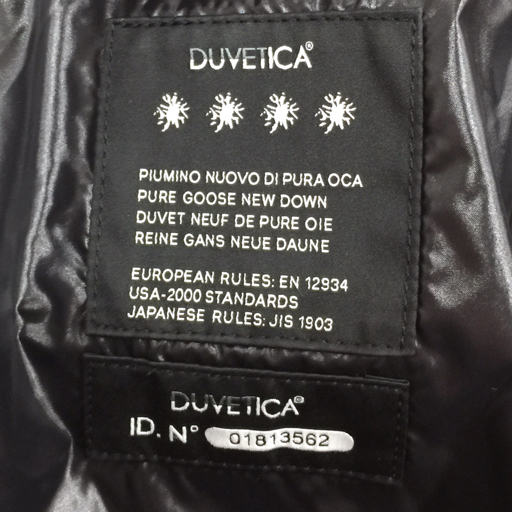 DUVETICA®
PIUMINO NUOVO DI PURA OCA
PURE GOOSE NEW DOWN
DUVET NEUF DE PURE OIE
REINE GANS NEUE DAUNE
EUROPEAN RULES: EN 12934
USA-2000 STANDARDS
JAPANESE RULES: JIS 1903
DUVETICA®
ID. N° 01813562